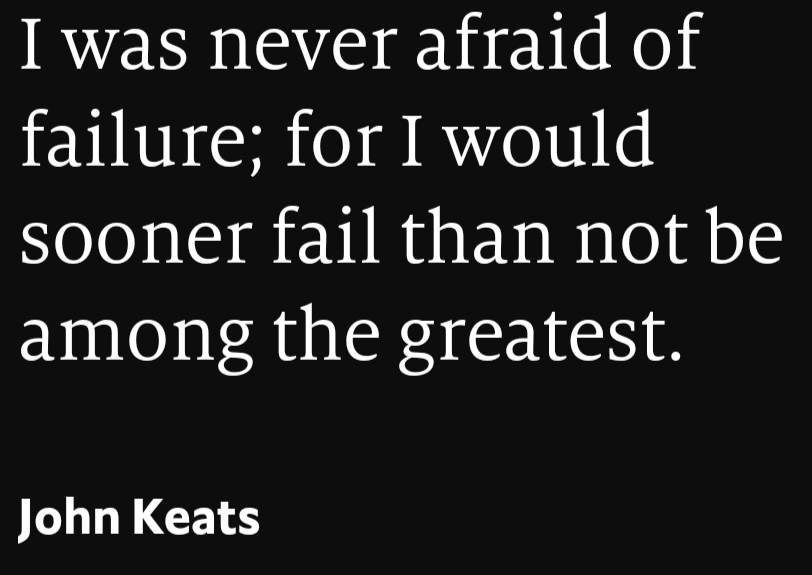 I was never afraid of
failure; for I would
sooner fail than not be
among the greatest.
John Keats